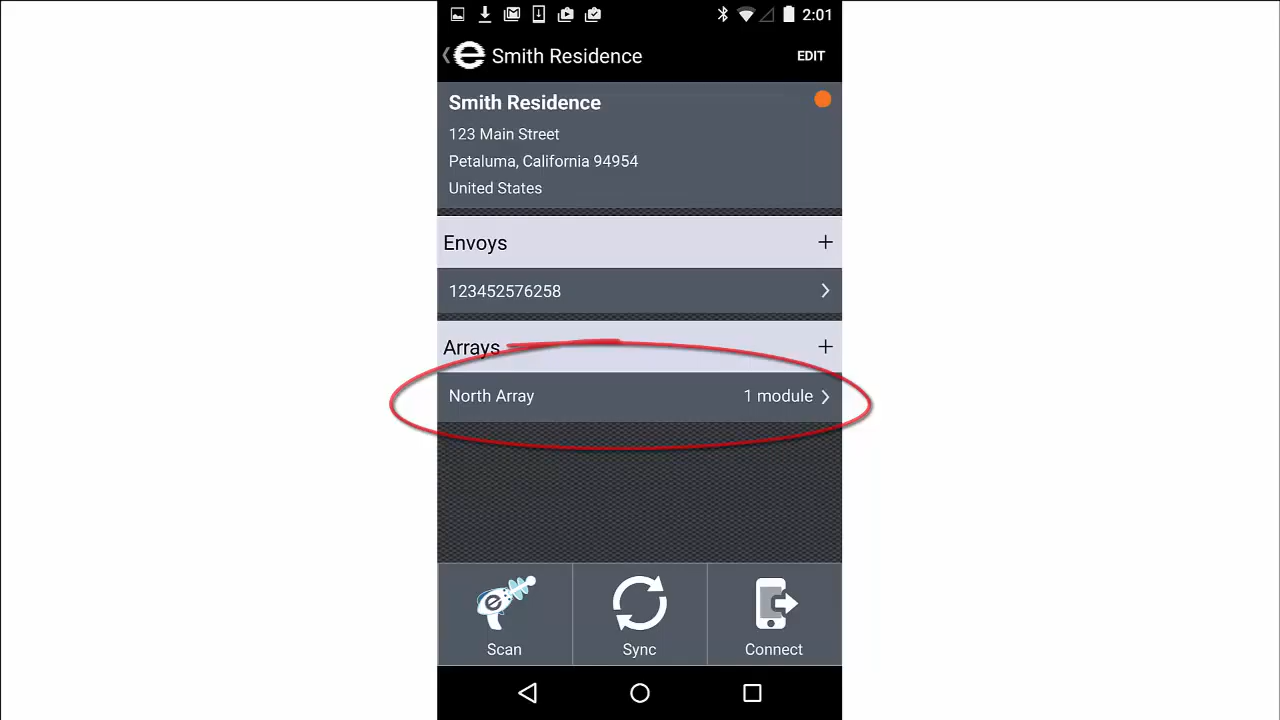 2:01
Smith Residence
EDIT
Smith Residence
123 Main Street
Petaluma, California 94954
United States
Envoys +
123452576258
Arrays +
North Array 1 module
Scan Sync Connect